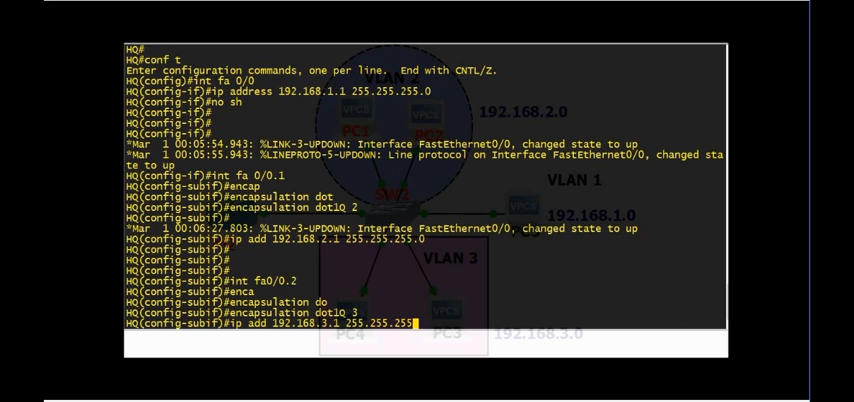 HQ#
HQ#conf t
Enter configuration commands, one per line.  End with CNTL/Z.
HQ(config)#int fa 0/0
HQ(config-if)#ip address 192.168.1.1 255.255.255.0
HQ(config-if)#no sh
HQ(config-if)#
HQ(config-if)#
HQ(config-if)#
*Mar  1 00:05:54.943: %LINK-3-UPDOWN: Interface FastEthernet0/0, changed state to up
*Mar  1 00:05:55.943: %LINEPROTO-5-UPDOWN: Line protocol on Interface FastEthernet0/0, changed sta
te to up
HQ(config-if)#int fa 0/0.1
HQ(config-subif)#encap
HQ(config-subif)#encapsulation dot
HQ(config-subif)#encapsulation dot1Q 2
HQ(config-subif)#
*Mar  1 00:06:27.803: %LINK-3-UPDOWN: Interface FastEthernet0/0, changed state to up
HQ(config-subif)#ip add 192.168.2.1 255.255.255.0
HQ(config-subif)#
HQ(config-subif)#
HQ(config-subif)#
HQ(config-subif)#int fa0/0.2
HQ(config-subif)#enca
HQ(config-subif)#encapsulation do
HQ(config-subif)#encapsulation dot1Q 3
HQ(config-subif)#ip add 192.168.3.1 255.255.255
VLAN 2
VPCS
VPCS
PC1
PC2
192.168.2.0
SW2
VLAN 1
VPCS
192.168.1.0
VLAN 3
VPCS
PC4
PC3
192.168.3.0